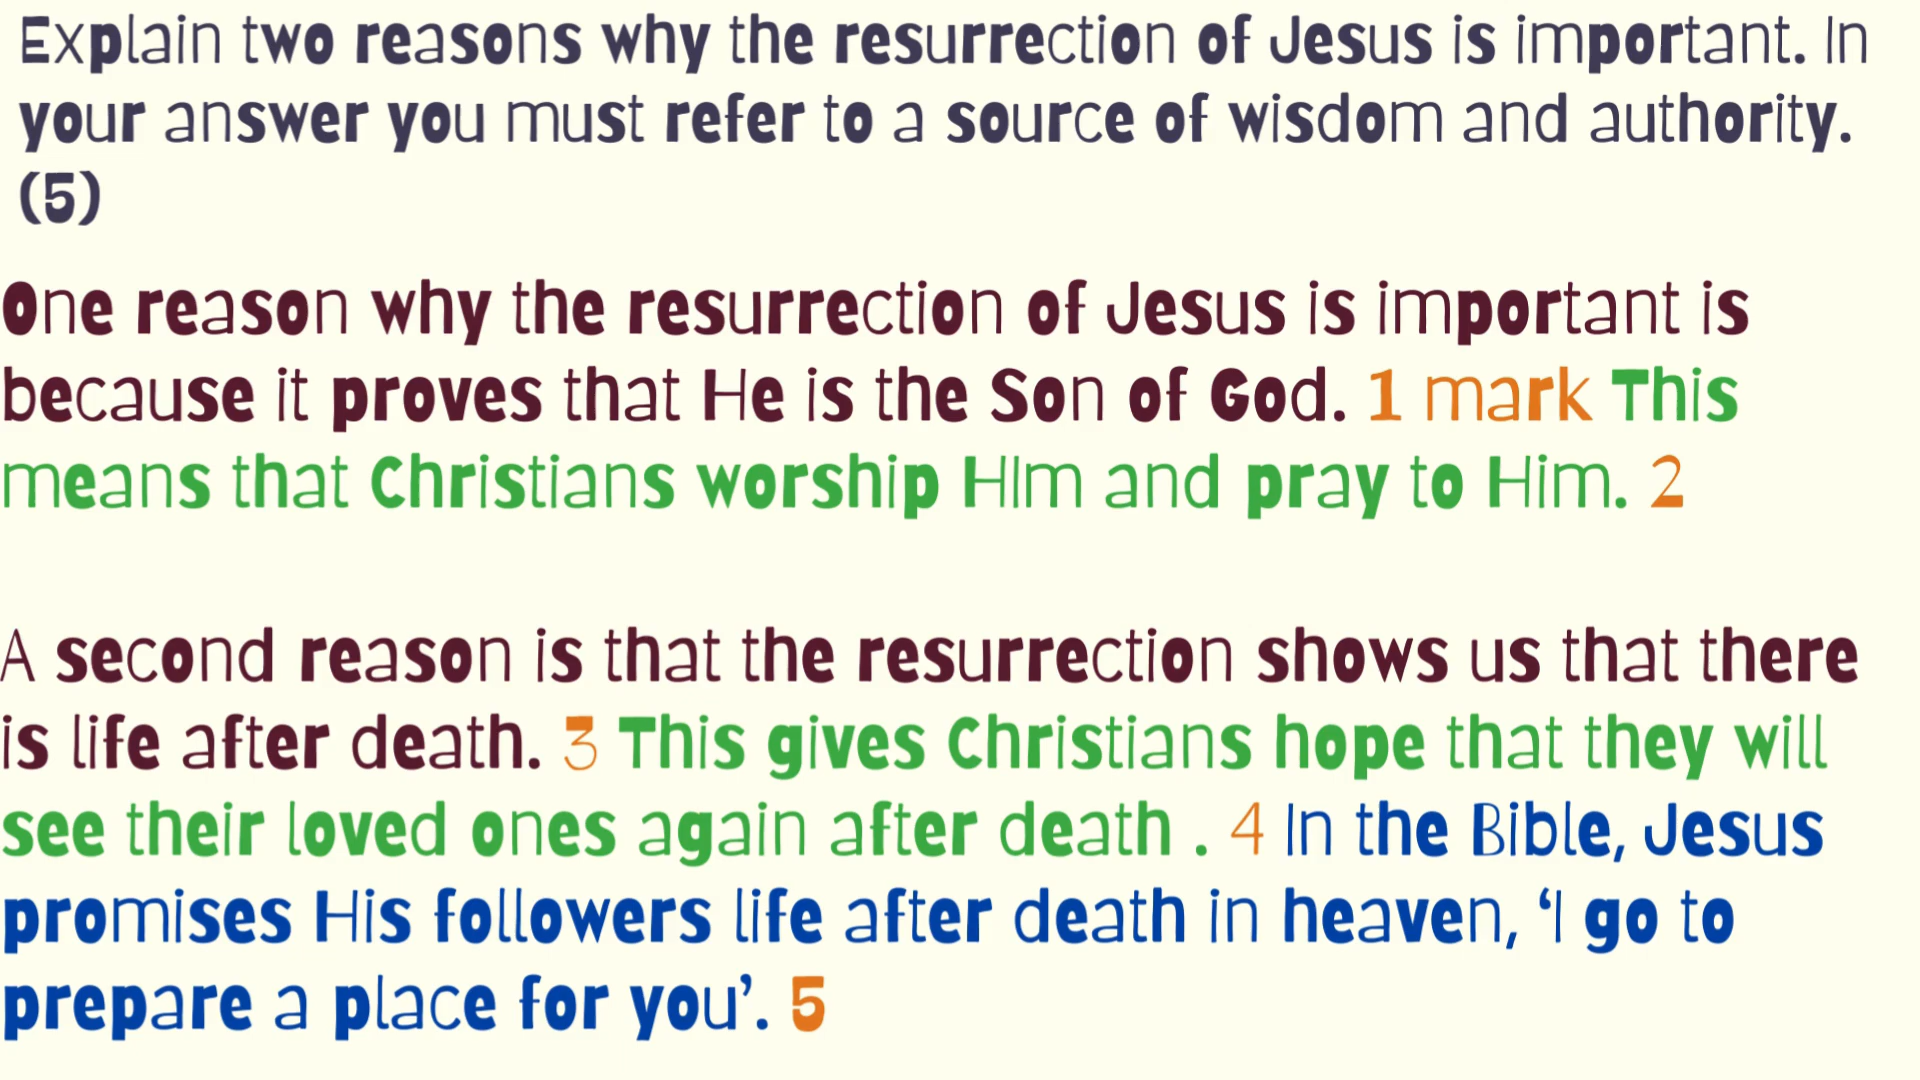 Explain two reasons why the resurrection of Jesus is important. In
your answer you must refer to a source of wisdom and authority.
(5)
One reason why the resurrection of Jesus is important is
because it proves that He is the Son of God. 1 mark This
means that Christians worship HIm and pray to Him. 2
A second reason is that the resurrection shows us that there
is life after death. 3 This gives Christians hope that they will
see their loved ones again after death . 4 In the Bible, Jesus
promises His followers life after death in heaven, ‘I go to
prepare a place for you’. 5